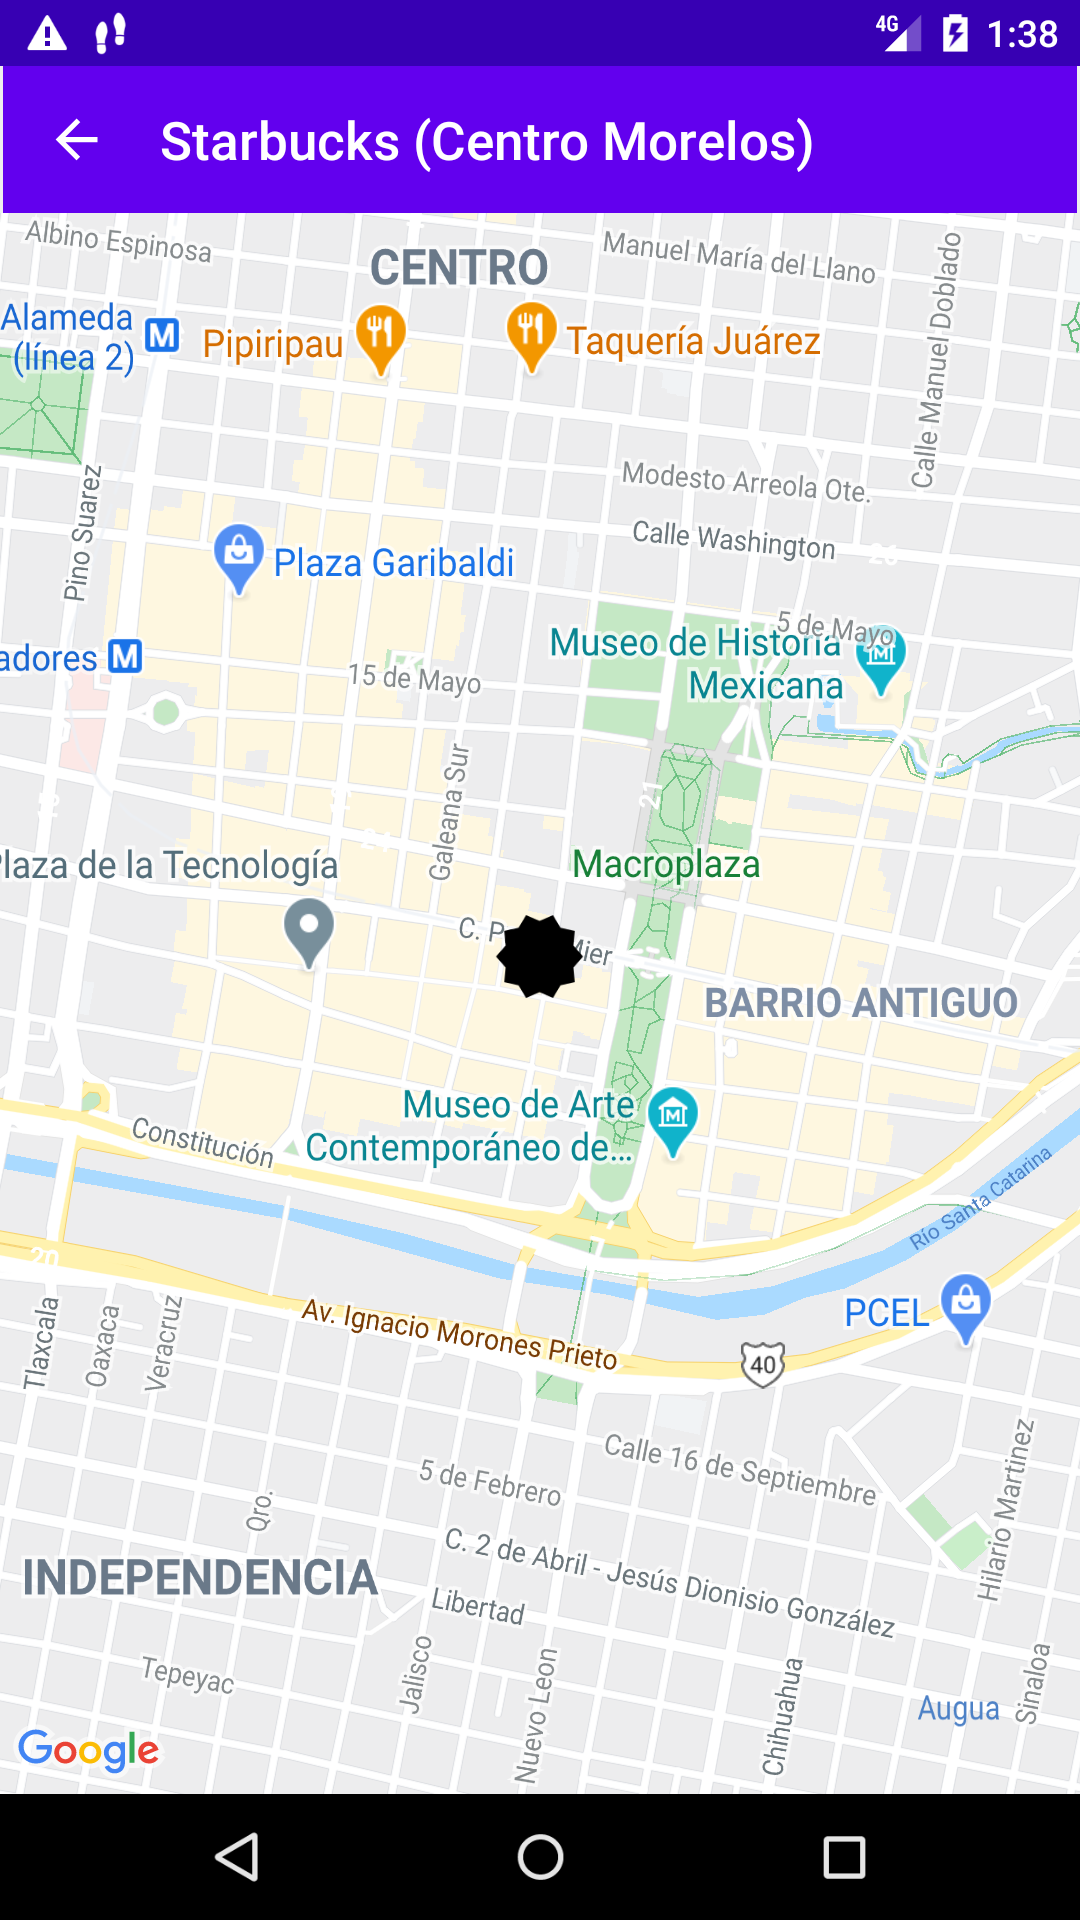 4G
1:38
Starbucks (Centro Morelos)
Albino Espinosa
CENTRO
Manuel María del Llano
Calle Manuel Doblado
Alameda
(línea 2)
M
Pipiripau
Taquería Juárez
Pino Suarez
Modesto Arreola Ote.
Calle Washington
Plaza Garibaldi
5 de Mayo
Museo de Historia
Mexicana
adores
M
15 de Mayo
Galeana Sur
21
Plaza de la Tecnología
Macroplaza
C. P
Mier
BARRIO ANTIGUO
Museo de Arte
Contemporáneo de...
Constitución
Río Santa Catarina
20
PCEL
Av. Ignacio Morones Prieto
40
Tlaxcala
Oaxaca
Veracruz
Calle 16 de Septiembre
5 de Febrero
Hilario Martinez
Qro.
C. 2 de Abril - Jesús Dionisio González
INDEPENDENCIA
Libertad
Tepeyac
Jalisco
Nuevo Leon
Chihuahua
Augua
Sinaloa
Google